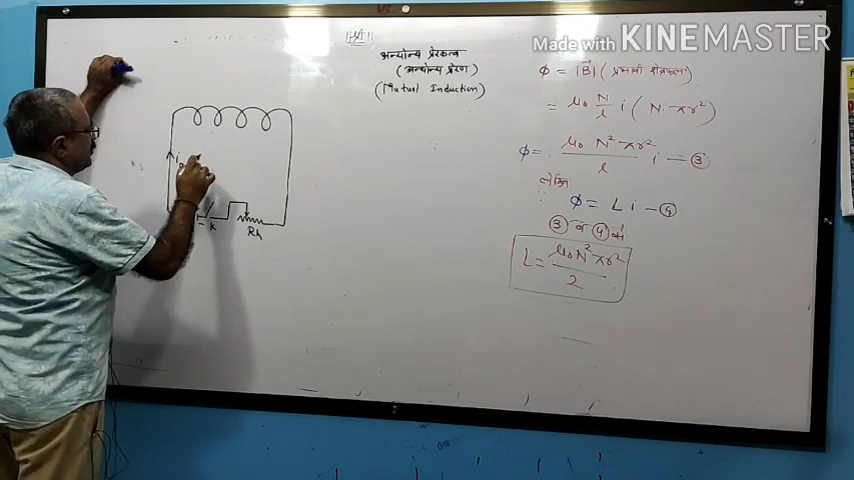 ॥श्री॥
Made with KINEMASTER
अन्योन्य प्रेरकत्व
(अन्योन्य प्रेरण)
(Mutual Induction)
i
K
Rh
ϕ = |B⃗| (प्रभावी क्षेत्रफल)
= μ₀ N/l i (N. πr²)
ϕ = μ₀ N² πr² / l i — ③
लेकिन
∵ ϕ = L i — ④
③ व ④ से
L = μ₀ N² πr² / 2